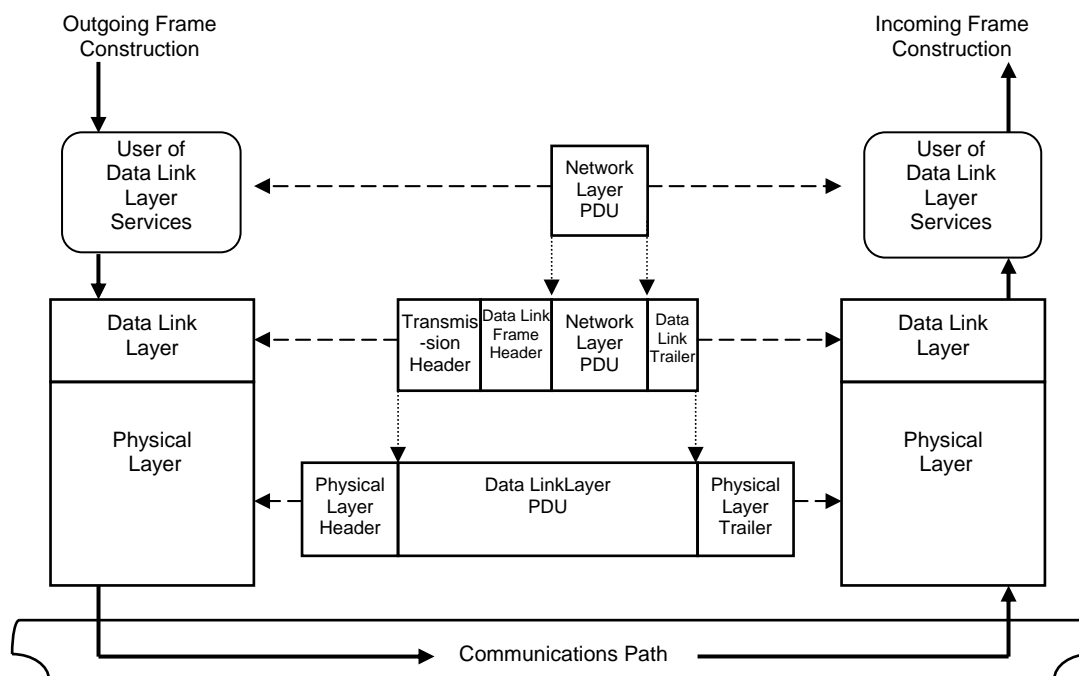 Outgoing Frame
Construction
Incoming Frame
Construction
User of
Data Link
Layer
Services
Network
Layer
PDU
User of
Data Link
Layer
Services
Data Link
Layer
Transmis
-sion
Header
Data Link
Frame
Header
Network
Layer
PDU
Data
Link
Trailer
Data Link
Layer
Physical
Layer
Physical
Layer
Header
Data LinkLayer
PDU
Physical
Layer
Trailer
Physical
Layer
Communications Path